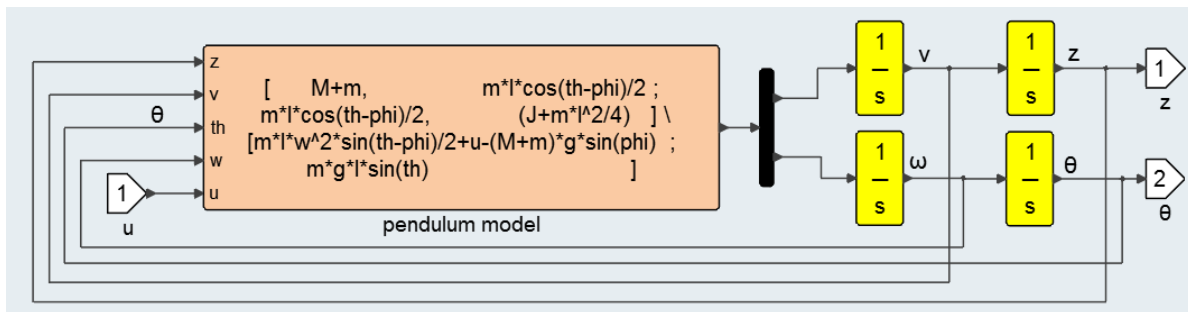 z
v
θ
th
w
u
1
u
[ M+m, m*l*cos(th-phi)/2 ;
m*l*cos(th-phi)/2, (J+m*l^2/4) ] \
[m*l*w^2*sin(th-phi)/2+u-(M+m)*g*sin(phi) ;
m*g*l*sin(th) ]
pendulum model
1
s
v
1
s
z
1
z
1
s
ω
1
s
θ
2
θ